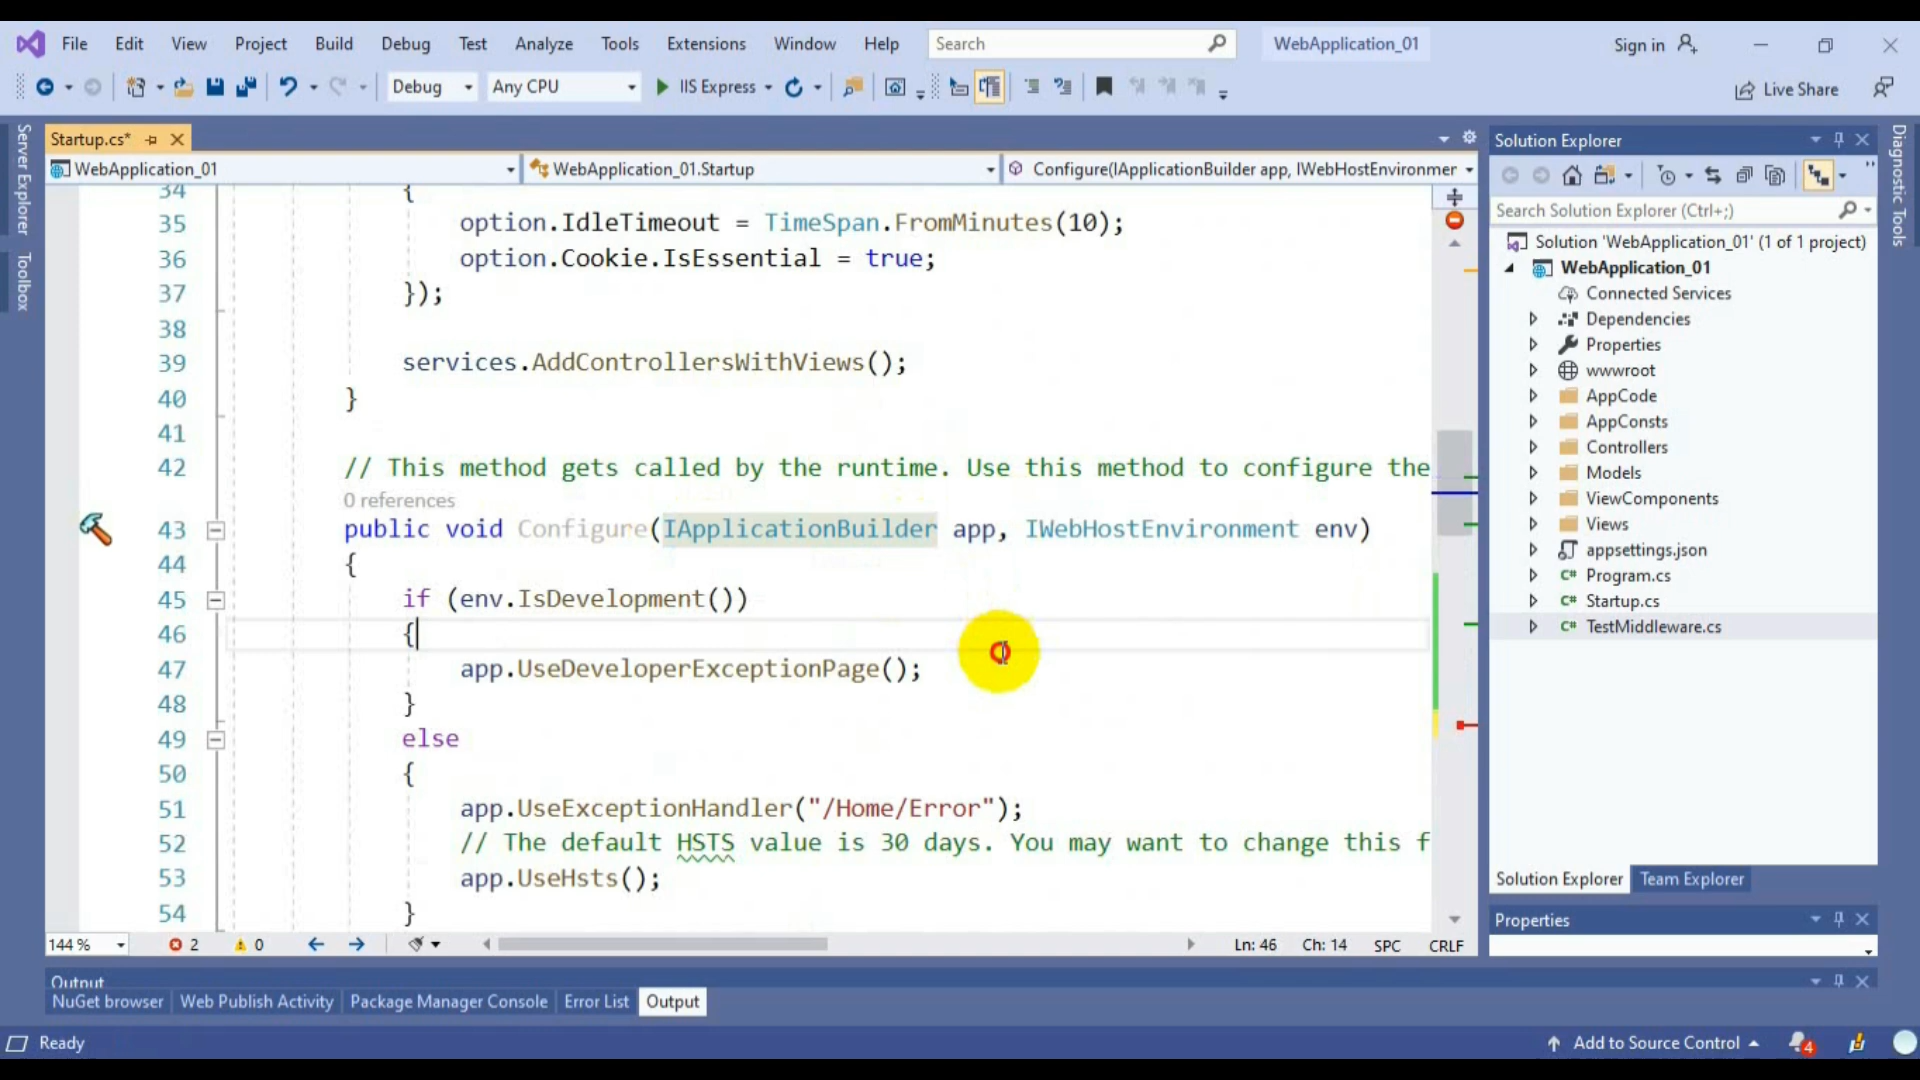 File Edit View Project Build Debug Test Analyze Tools Extensions Window Help Search WebApplication_01 Sign in
Debug Any CPU IIS Express Live Share
Server Explorer
Toolbox
Startup.cs*
WebApplication_01 WebApplication_01.Startup Configure(IApplicationBuilder app, IWebHostEnvironmer
34 {
35 option.IdleTimeout = TimeSpan.FromMinutes(10);
36 option.Cookie.IsEssential = true;
37 });
38
39 services.AddControllersWithViews();
40 }
41
42 // This method gets called by the runtime. Use this method to configure the
0 references
43 public void Configure(IApplicationBuilder app, IWebHostEnvironment env)
44 {
45 if (env.IsDevelopment())
46 {
47 app.UseDeveloperExceptionPage();
48 }
49 else
50 {
51 app.UseExceptionHandler("/Home/Error");
52 // The default HSTS value is 30 days. You may want to change this f
53 app.UseHsts();
54 }
144 % 2 0 Ln: 46 Ch: 14 SPC CRLF
Solution Explorer
Search Solution Explorer (Ctrl+;)
Solution 'WebApplication_01' (1 of 1 project)
WebApplication_01
Connected Services
Dependencies
Properties
wwwroot
AppCode
AppConsts
Controllers
Models
ViewComponents
Views
appsettings.json
C# Program.cs
C# Startup.cs
C# TestMiddleware.cs
Solution Explorer Team Explorer
Properties
Diagnostic Tools
Output
NuGet browser Web Publish Activity Package Manager Console Error List Output
Ready Add to Source Control 4